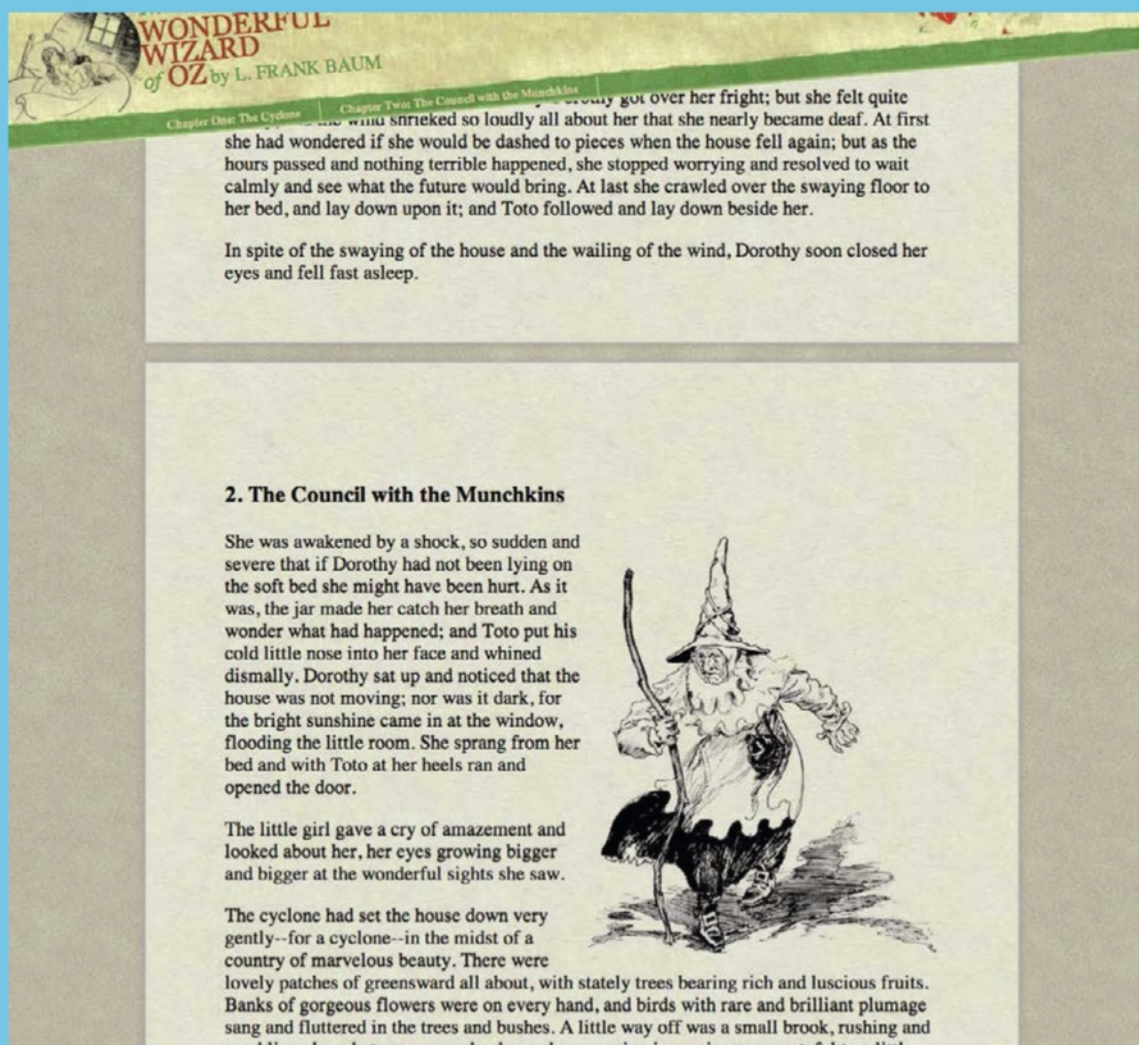 WONDERFUL
WIZARD
of OZ by L. FRANK BAUM
Chapter One: The Cyclone
Chapter Two: The Council with the Munchkins
got over her fright; but she felt quite
wind shrieked so loudly all about her that she nearly became deaf. At first
she had wondered if she would be dashed to pieces when the house fell again; but as the
hours passed and nothing terrible happened, she stopped worrying and resolved to wait
calmly and see what the future would bring. At last she crawled over the swaying floor to
her bed, and lay down upon it; and Toto followed and lay down beside her.
In spite of the swaying of the house and the wailing of the wind, Dorothy soon closed her
eyes and fell fast asleep.
2. The Council with the Munchkins
She was awakened by a shock, so sudden and
severe that if Dorothy had not been lying on
the soft bed she might have been hurt. As it
was, the jar made her catch her breath and
wonder what had happened; and Toto put his
cold little nose into her face and whined
dismally. Dorothy sat up and noticed that the
house was not moving; nor was it dark, for
the bright sunshine came in at the window,
flooding the little room. She sprang from her
bed and with Toto at her heels ran and
opened the door.
The little girl gave a cry of amazement and
looked about her, her eyes growing bigger
and bigger at the wonderful sights she saw.
The cyclone had set the house down very
gently--for a cyclone--in the midst of a
country of marvelous beauty. There were
lovely patches of greensward all about, with stately trees bearing rich and luscious fruits.
Banks of gorgeous flowers were on every hand, and birds with rare and brilliant plumage
sang and fluttered in the trees and bushes. A little way off was a small brook, rushing and